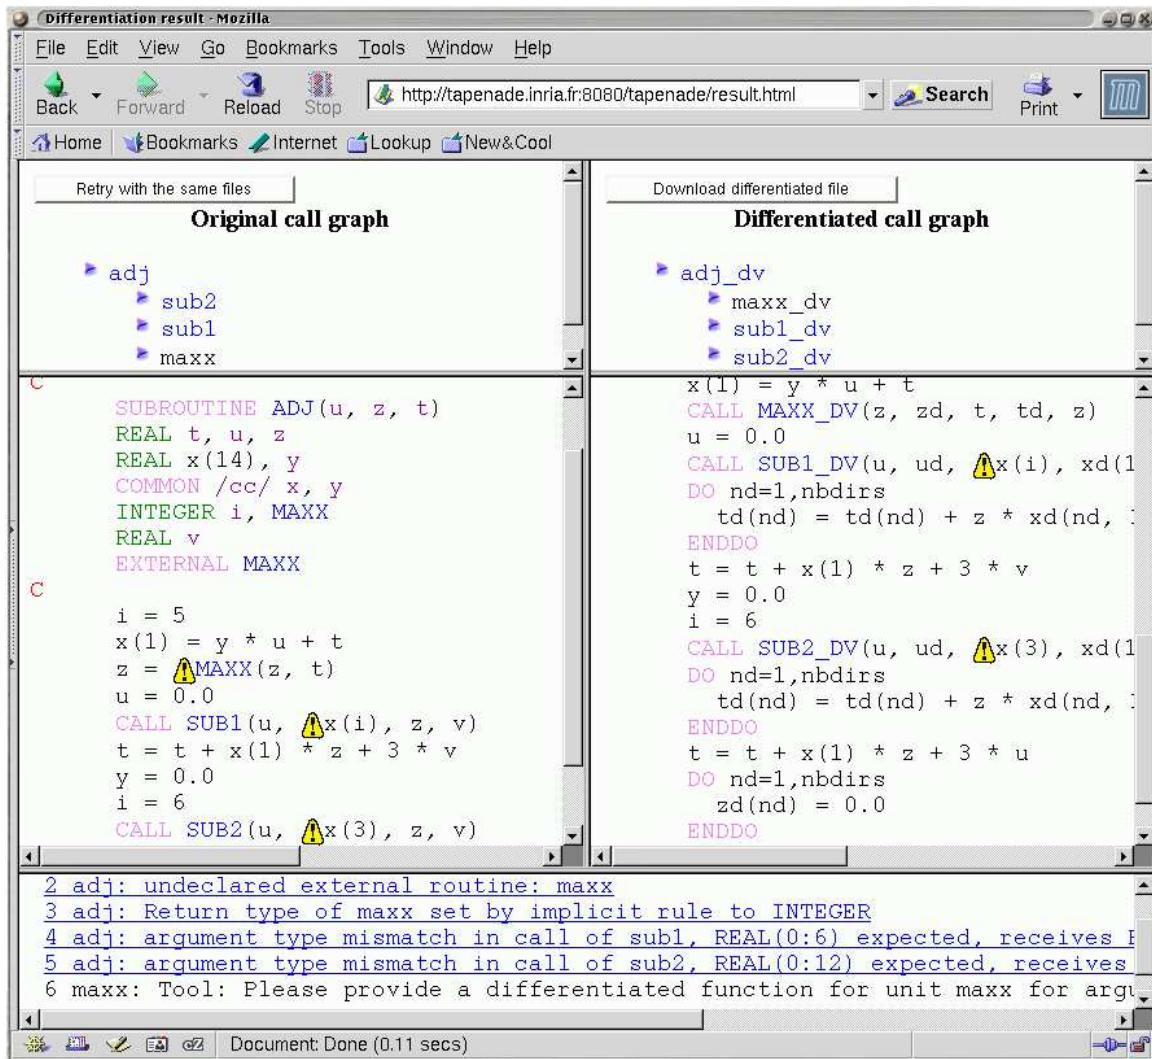 Differentiation result - Mozilla
File Edit View Go Bookmarks Tools Window Help
Back Forward Reload Stop http://tapenade.inria.fr:8080/tapenade/result.html Search Print
Home Bookmarks Internet Lookup New&Cool
Retry with the same files
Original call graph
adj
sub2
sub1
maxx
Download differentiated file
Differentiated call graph
adj_dv
maxx_dv
sub1_dv
sub2_dv
C
SUBROUTINE ADJ(u, z, t)
REAL t, u, z
REAL x(14), y
COMMON /cc/ x, y
INTEGER i, MAXX
REAL v
EXTERNAL MAXX
C
i = 5
x(1) = y * u + t
z = MAXX(z, t)
u = 0.0
CALL SUB1(u, x(i), z, v)
t = t + x(1) * z + 3 * v
y = 0.0
i = 6
CALL SUB2(u, x(3), z, v)
x(1) = y * u + t
CALL MAXX_DV(z, zd, t, td, z)
u = 0.0
CALL SUB1_DV(u, ud, x(i), xd(1
DO nd=1,nbdirs
td(nd) = td(nd) + z * xd(nd,
ENDDO
t = t + x(1) * z + 3 * v
y = 0.0
i = 6
CALL SUB2_DV(u, ud, x(3), xd(1
DO nd=1,nbdirs
td(nd) = td(nd) + z * xd(nd,
ENDDO
t = t + x(1) * z + 3 * u
DO nd=1,nbdirs
zd(nd) = 0.0
ENDDO
2 adj: undeclared external routine: maxx
3 adj: Return type of maxx set by implicit rule to INTEGER
4 adj: argument type mismatch in call of sub1, REAL(0:6) expected, receives
5 adj: argument type mismatch in call of sub2, REAL(0:12) expected, receives
6 maxx: Tool: Please provide a differentiated function for unit maxx for argu
Document: Done (0.11 secs)